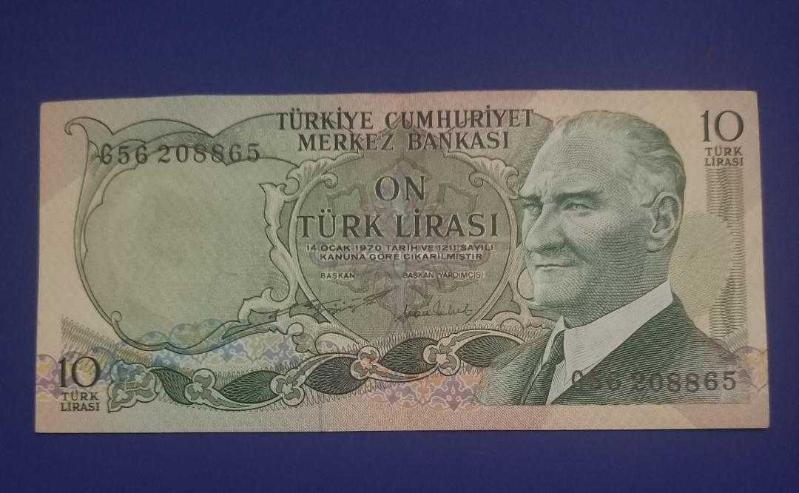 TÜRKİYE CUMHURİYET
MERKEZ BANKASI
G56 208865
10
TÜRK
LİRASI
ON
TÜRK LİRASI
14 OCAK 1970 TARİH VE 1211 SAYILI
KANUNA GÖRE ÇIKARILMIŞTIR
BAŞKAN
BAŞKAN YARDIMCISI
10
TÜRK
LİRASI
G56 208865